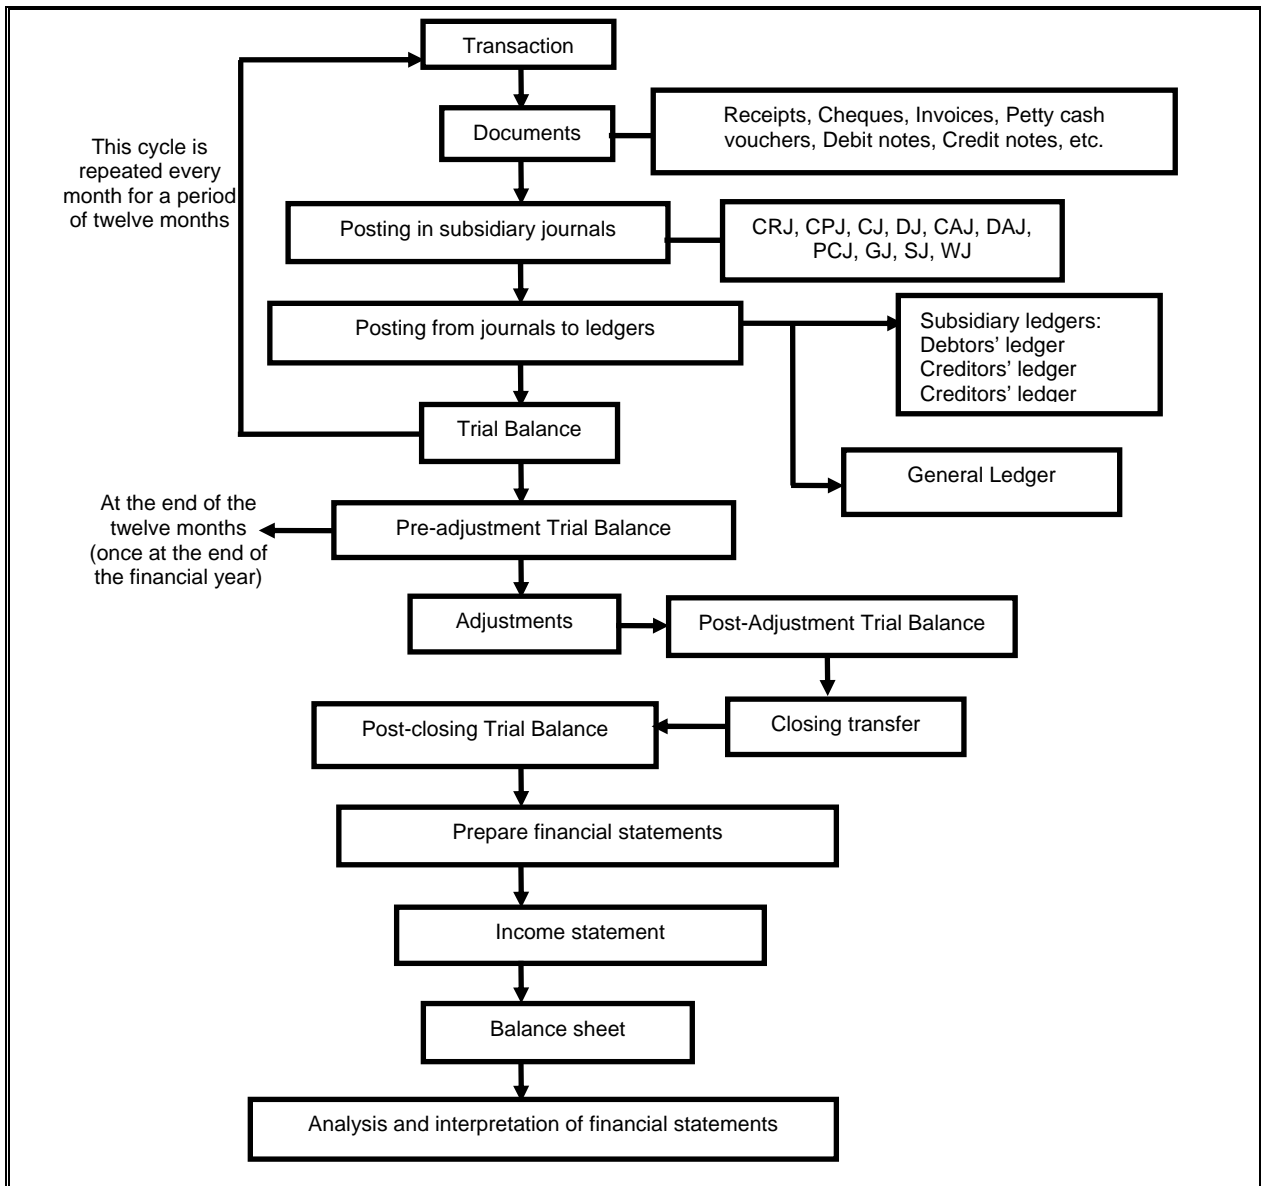 Transaction
Documents
Receipts, Cheques, Invoices, Petty cash
vouchers, Debit notes, Credit notes, etc.
This cycle is
repeated every
month for a period
of twelve months
Posting in subsidiary journals
CRJ, CPJ, CJ, DJ, CAJ, DAJ,
PCJ, GJ, SJ, WJ
Posting from journals to ledgers
Subsidiary ledgers:
Debtors’ ledger
Creditors’ ledger
Creditors’ ledger
Trial Balance
General Ledger
At the end of the
twelve months
(once at the end of
the financial year)
Pre-adjustment Trial Balance
Adjustments
Post-Adjustment Trial Balance
Closing transfer
Post-closing Trial Balance
Prepare financial statements
Income statement
Balance sheet
Analysis and interpretation of financial statements